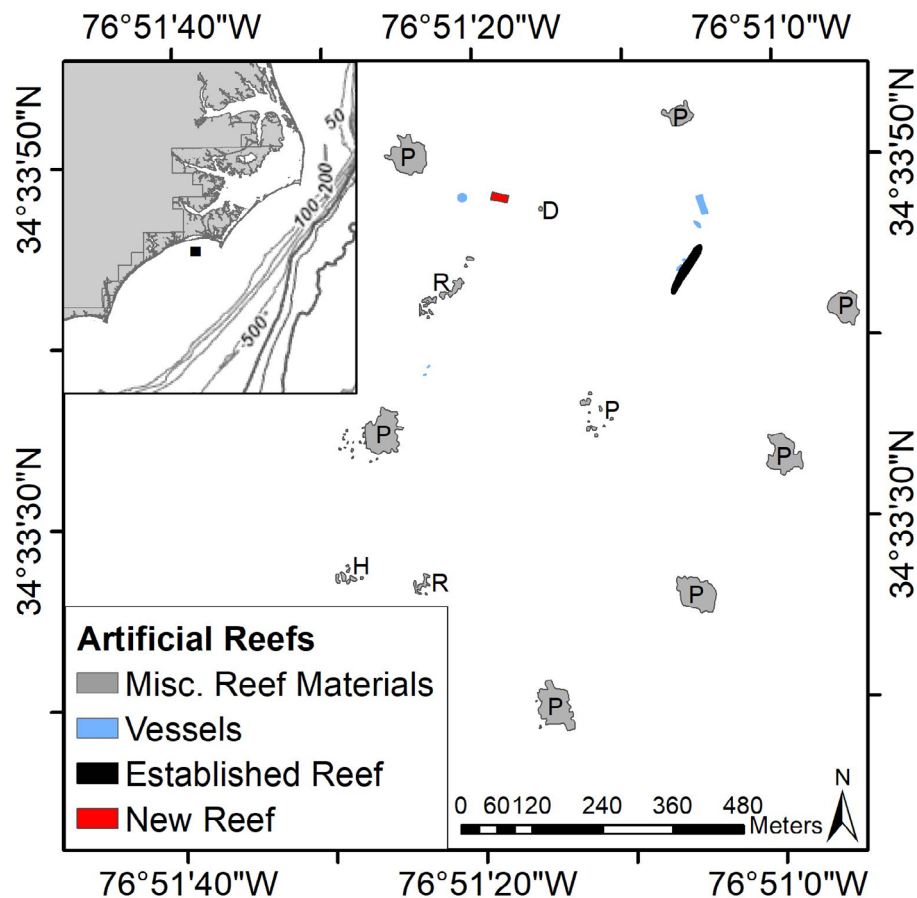 76°51'40"W 76°51'20"W 76°51'0"W
34°33'50"N
34°33'50"N
50
200
100
500
P
P
D
R
P
P
P
P
34°33'30"N
34°33'30"N
H
R
P
P
Artificial Reefs
Misc. Reef Materials
Vessels
Established Reef
New Reef
N
0 60 120 240 360 480
Meters
76°51'40"W 76°51'20"W 76°51'0"W